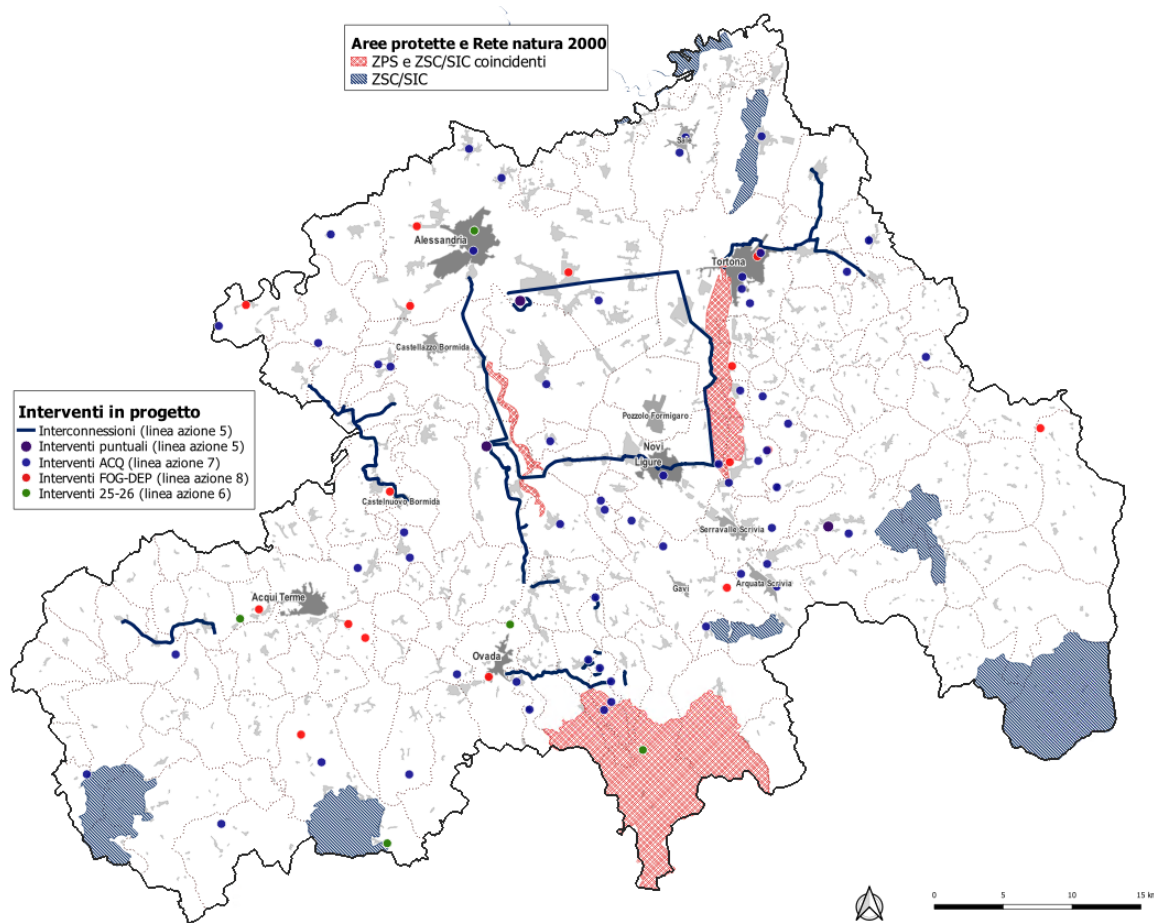 Aree protette e Rete natura 2000
ZPS e ZSC/SIC coincidenti
ZSC/SIC
Sale
Alessandria
Tortona
Castellazzo Bormida
Interventi in progetto
Interconnessioni (linea azione 5)
Interventi puntuali (linea azione 5)
Interventi ACQ (linea azione 7)
Interventi FOG-DEP (linea azione 8)
Interventi 25-26 (linea azione 6)
Pozzolo Formigaro
Novi
Ligure
Castelnuovo Bormida
Serravalle Scrivia
Acqui Terme
Gavi
Arquata Scrivia
Ovada
0 5 10 15 km